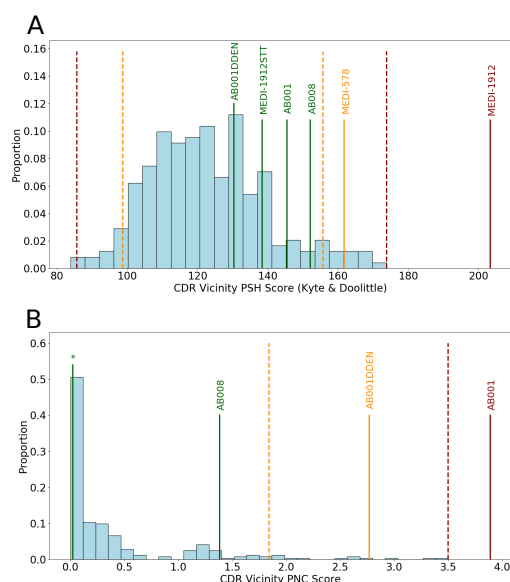 A
0.16
0.14
0.12
0.10
0.08
0.06
0.04
0.02
0.00
Proportion
AB001DDEN
MEDI-1912STT
AB001
AB008
MEDI-578
MEDI-1912
80 100 120 140 160 180 200
CDR Vicinity PSH Score (Kyte & Doolittle)
B
0.6
0.5
0.4
0.3
0.2
0.1
0.0
Proportion
*
AB008
AB001DDEN
AB001
0.0 0.5 1.0 1.5 2.0 2.5 3.0 3.5 4.0
CDR Vicinity PNC Score